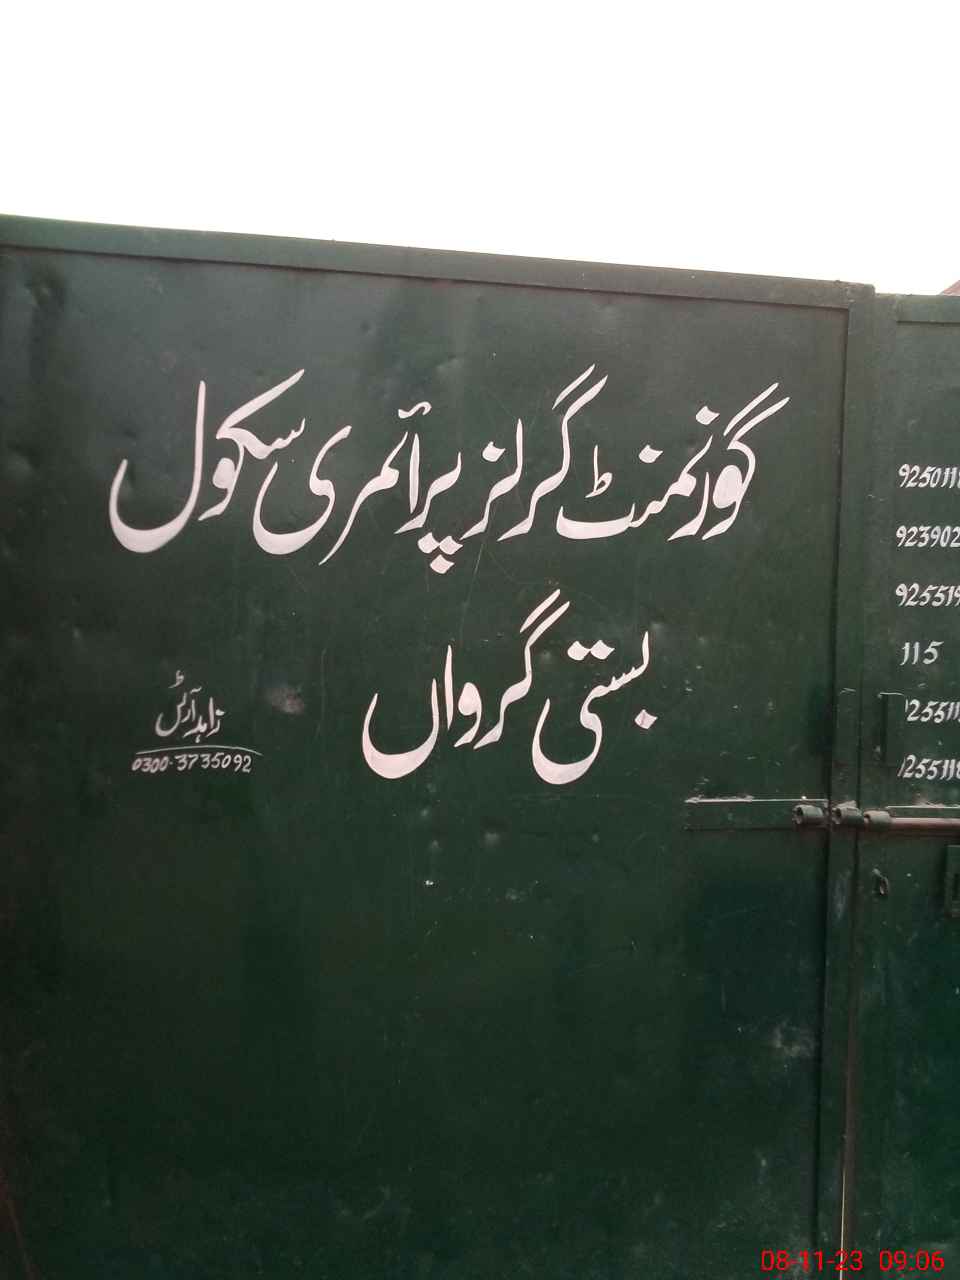 گورنمنٹ گرلز پرائمری سکول
بستی گرواں
زاہد آرٹس
0300-3735092
115
08-11-23 09:06